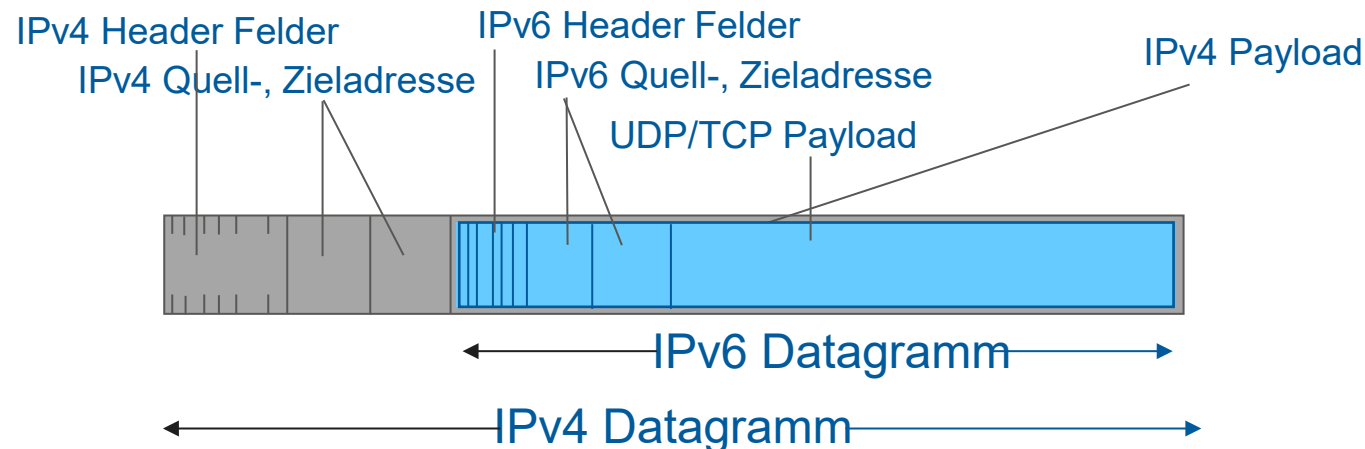 IPv4 Header Felder
IPv6 Header Felder
IPv4 Payload
IPv4 Quell-, Zieladresse
IPv6 Quell-, Zieladresse
UDP/TCP Payload
IPv6 Datagramm
IPv4 Datagramm